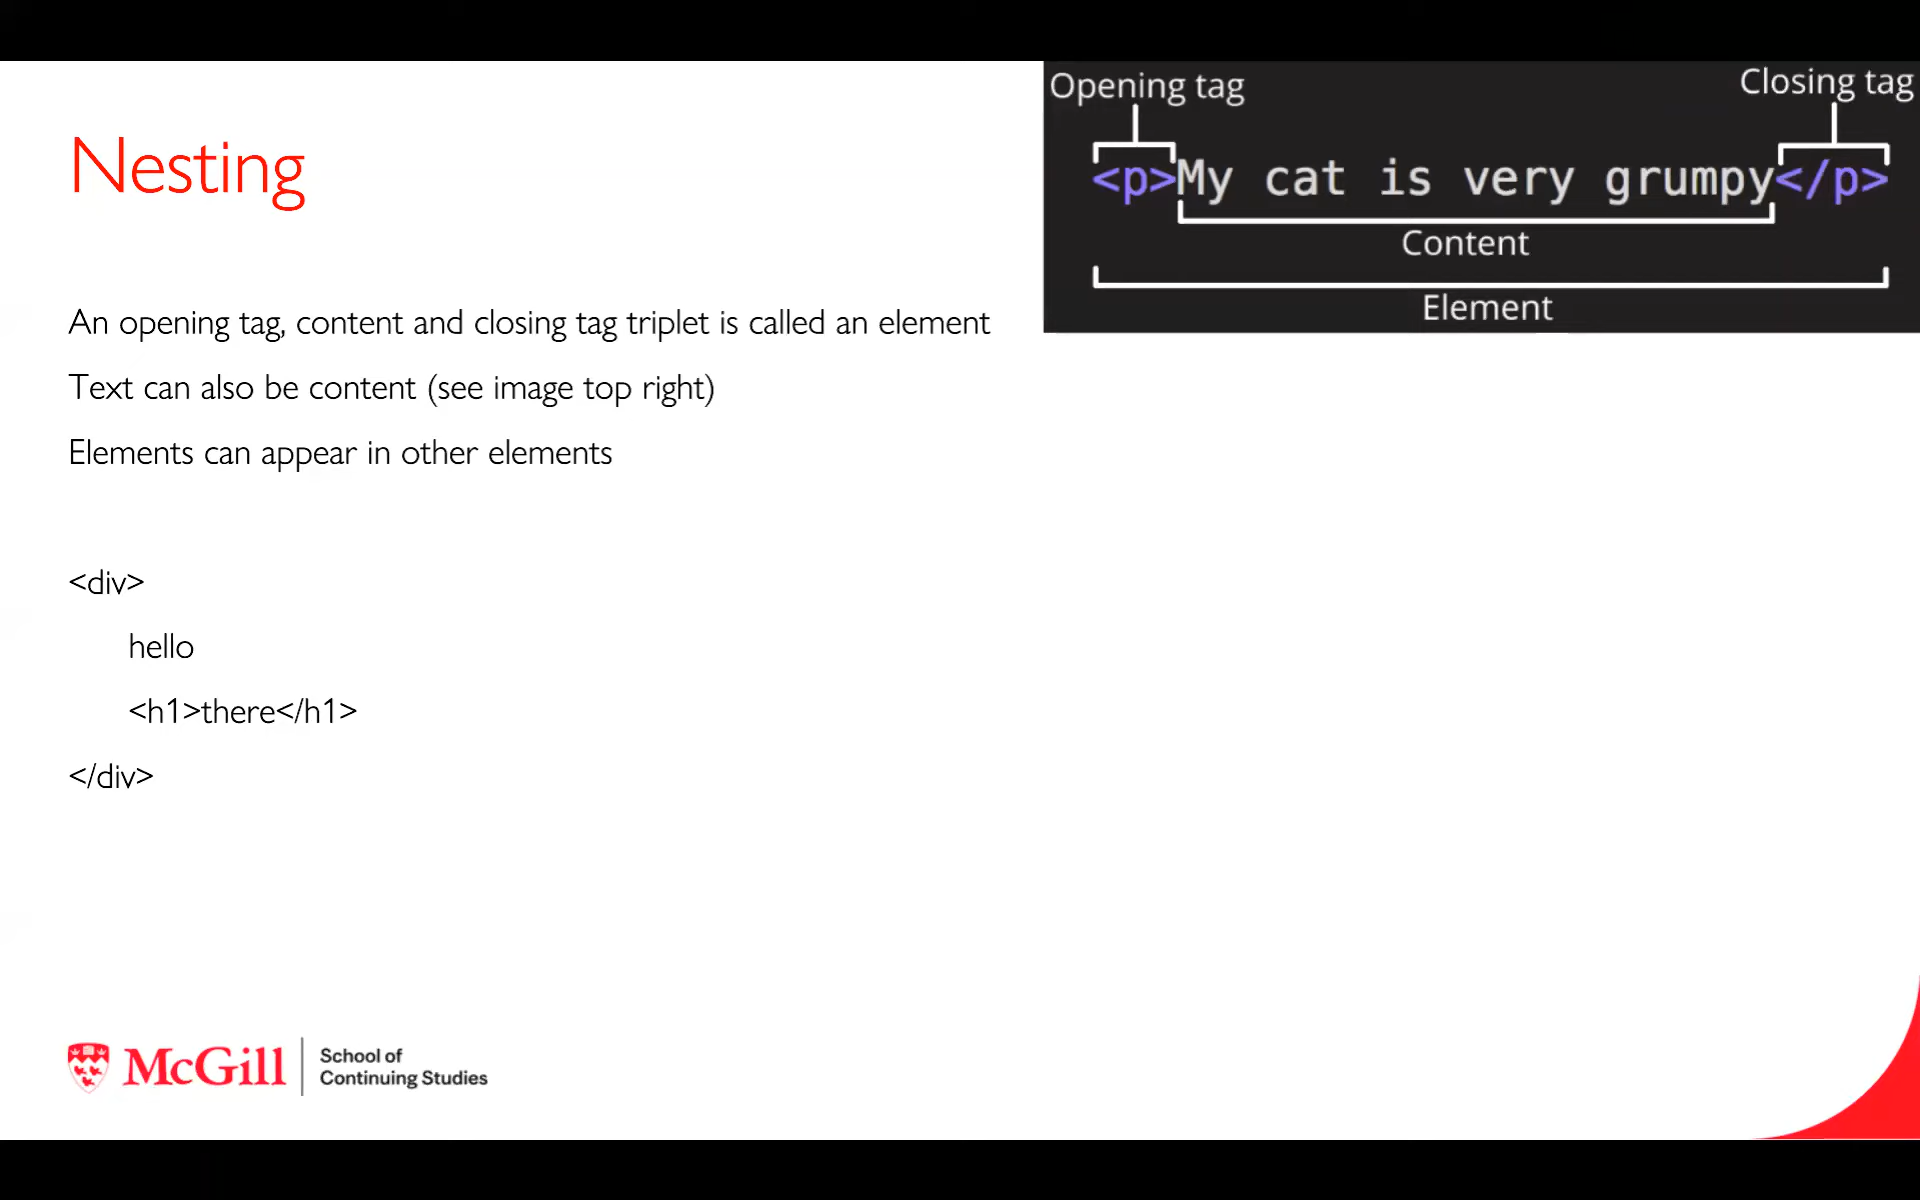 Nesting
An opening tag, content and closing tag triplet is called an element
Text can also be content (see image top right)
Elements can appear in other elements
<div>
hello
<h1>there</h1>
</div>
Opening tag
Closing tag
<p>My cat is very grumpy</p>
Content
Element
McGill
School of
Continuing Studies